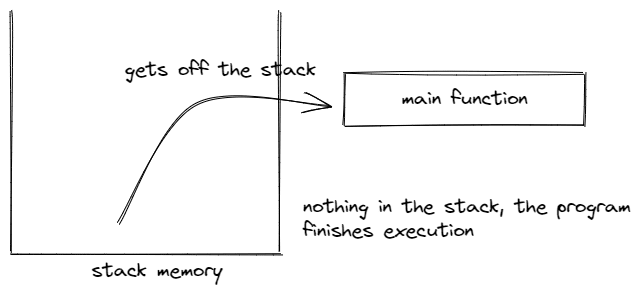 gets off the stack
main function
nothing in the stack, the program
finishes execution
stack memory